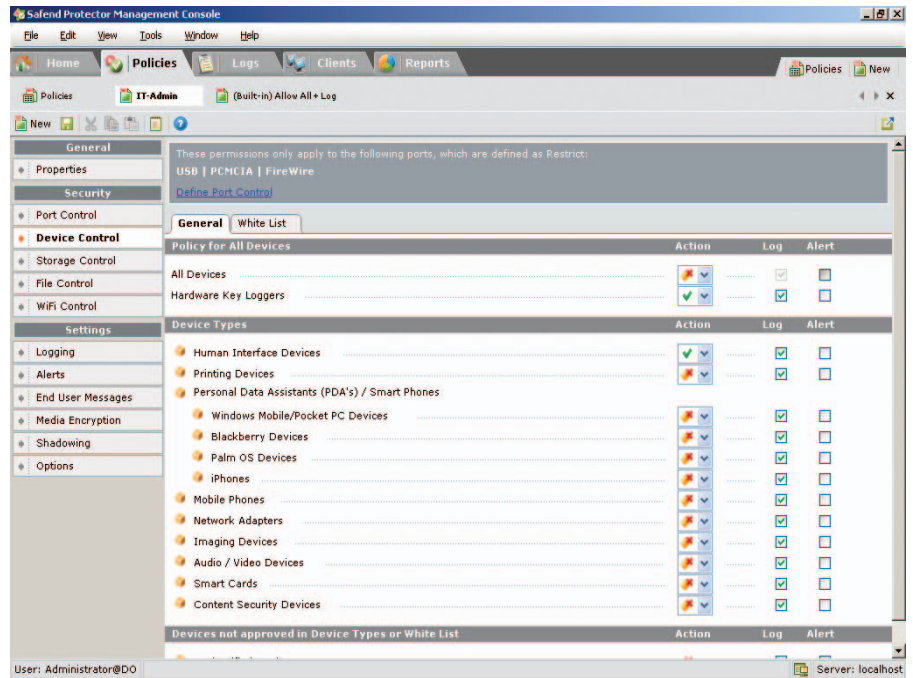 Safend Protector Management Console
File Edit View Tools Window Help
Home Policies Logs Clients Reports Policies New
Policies IT-Admin (Built-in) Allow All + Log
New
General
Properties
Security
Port Control
Device Control
Storage Control
File Control
WiFi Control
Settings
Logging
Alerts
End User Messages
Media Encryption
Shadowing
Options
These permissions only apply to the following ports, which are defined as Restrict:
USB | PCMCIA | FireWire
Define Port Control
General White List
Policy for All Devices Action Log Alert
All Devices
Hardware Key Loggers
Device Types Action Log Alert
Human Interface Devices
Printing Devices
Personal Data Assistants (PDA's) / Smart Phones
Windows Mobile/Pocket PC Devices
Blackberry Devices
Palm OS Devices
iPhones
Mobile Phones
Network Adapters
Imaging Devices
Audio / Video Devices
Smart Cards
Content Security Devices
Devices not approved in Device Types or White List Action Log Alert
User: Administrator@DO Server: localhost